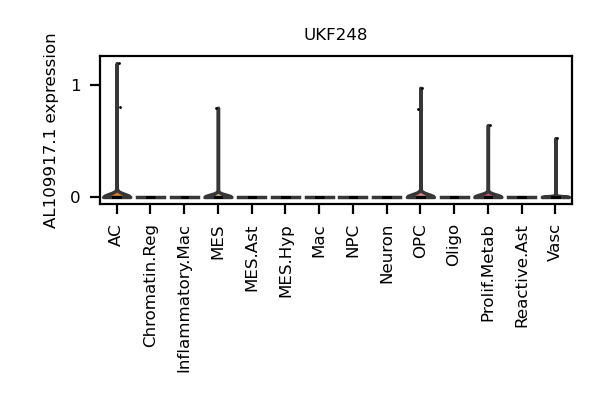 UKF248
AL109917.1 expression
1
0
AC
Chromatin.Reg
Inflammatory.Mac
MES
MES.Ast
MES.Hyp
Mac
NPC
Neuron
OPC
Oligo
Prolif.Metab
Reactive.Ast
Vasc